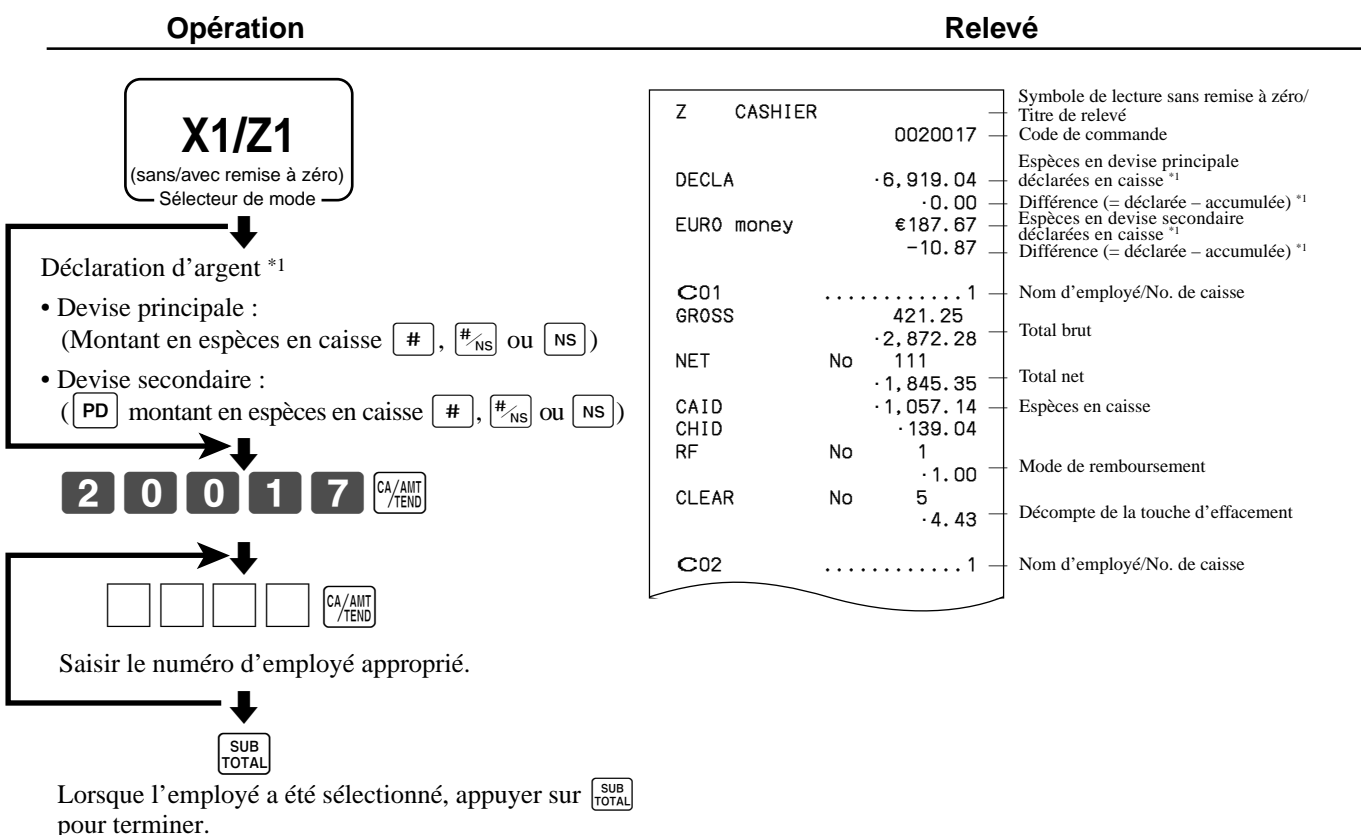 Opération
Relevé
X1/Z1
(sans/avec remise à zéro)
Sélecteur de mode
Déclaration d’argent *1
• Devise principale :
(Montant en espèces en caisse #, #/NS ou NS)
• Devise secondaire :
(PD montant en espèces en caisse #, #/NS ou NS)
2 0 0 1 7 CA/AMT/TEND
CA/AMT/TEND
Saisir le numéro d’employé approprié.
SUB TOTAL
Lorsque l’employé a été sélectionné, appuyer sur SUB TOTAL
pour terminer.
Z CASHIER
0020017
DECLA ·6,919.04
·0.00
EURO money €187.67
-10.87
C01 ............1
GROSS 421.25
·2,872.28
NET No 111
·1,845.35
CAID ·1,057.14
CHID ·139.04
RF No 1
·1.00
CLEAR No 5
·4.43
C02 ............1
Symbole de lecture sans remise à zéro/
Titre de relevé
Code de commande
Espèces en devise principale
déclarées en caisse *1
Différence (= déclarée – accumulée) *1
Espèces en devise secondaire
déclarées en caisse *1
Différence (= déclarée – accumulée) *1
Nom d’employé/No. de caisse
Total brut
Total net
Espèces en caisse
Mode de remboursement
Décompte de la touche d’effacement
Nom d’employé/No. de caisse